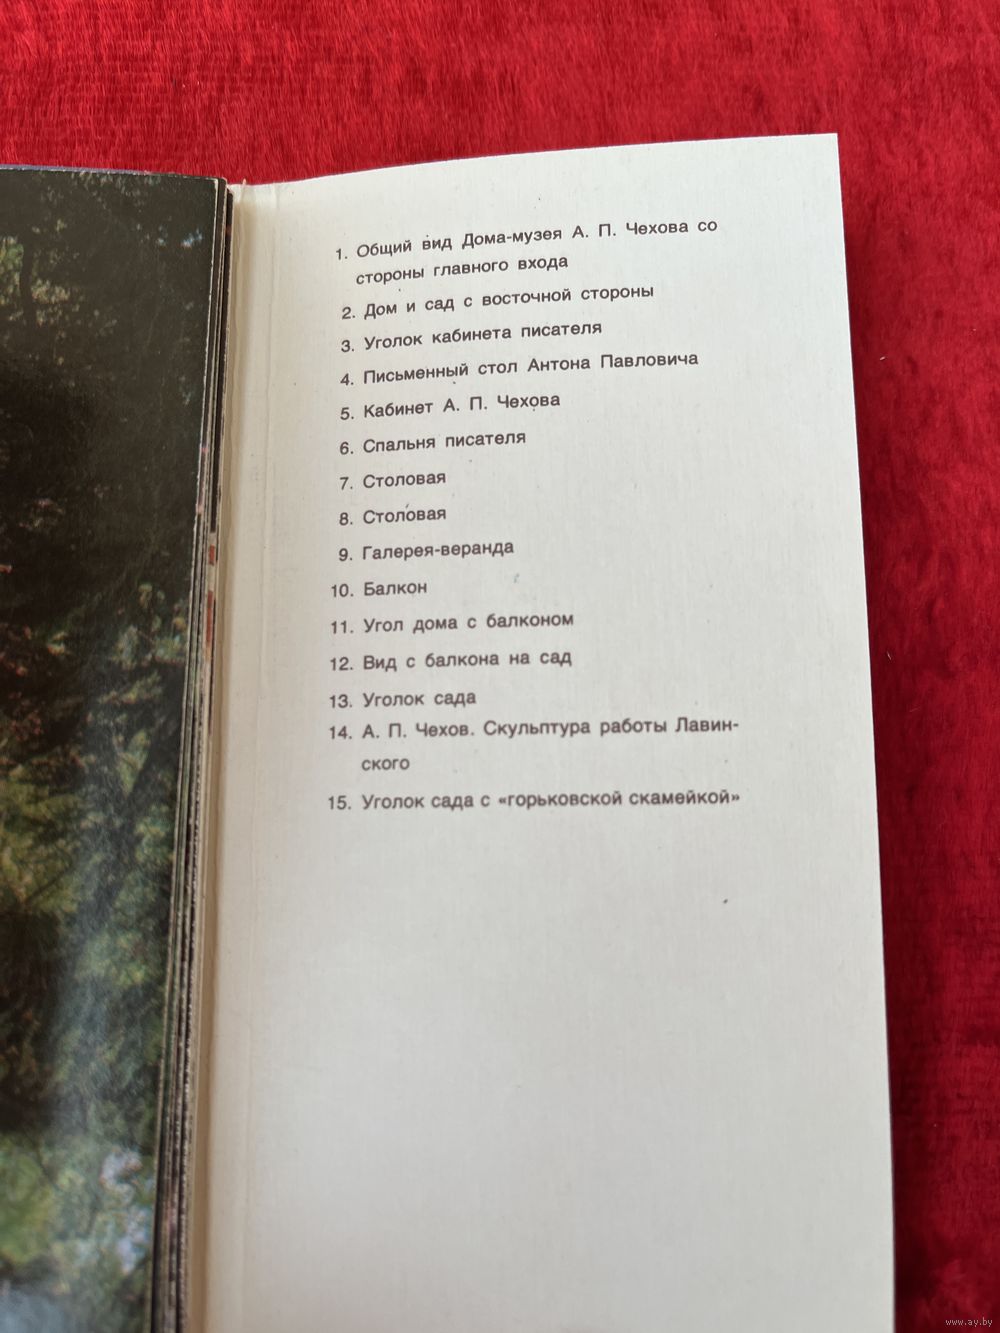 1. Общий вид Дома-музея А. П. Чехова со
стороны главного входа
2. Дом и сад с восточной стороны
3. Уголок кабинета писателя
4. Письменный стол Антона Павловича
5. Кабинет А. П. Чехова
6. Спальня писателя
7. Столовая
8. Столовая
9. Галерея-веранда
10. Балкон
11. Угол дома с балконом
12. Вид с балкона на сад
13. Уголок сада
14. А. П. Чехов. Скульптура работы Лавин-
ского
15. Уголок сада с «горьковской скамейкой»
www.ay.by